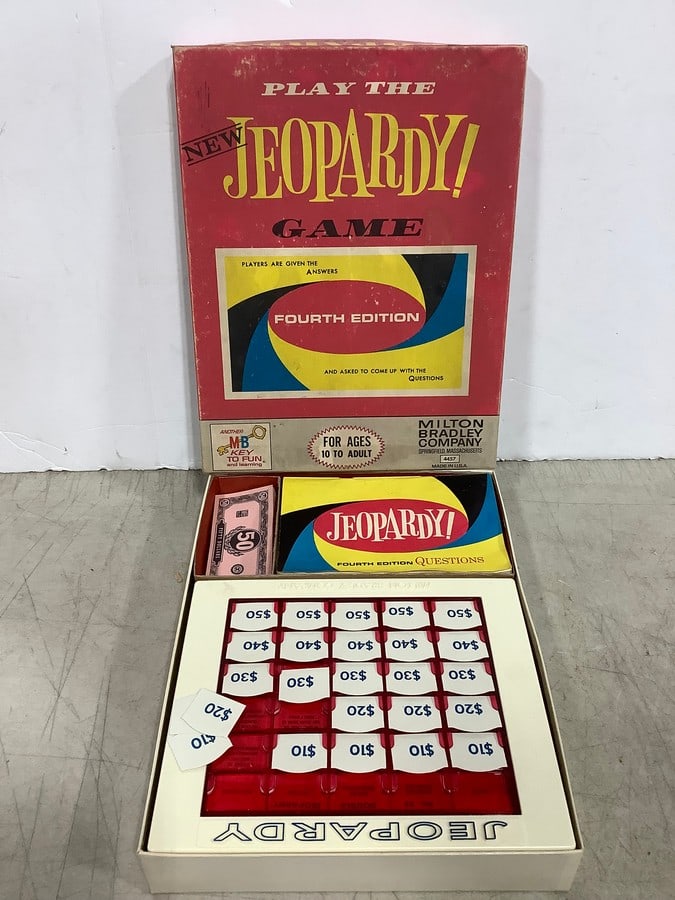 PLAY THE
NEW
JEOPARDY!
GAME
PLAYERS ARE GIVEN THE
ANSWERS
FOURTH EDITION
AND ASKED TO COME UP WITH THE
QUESTIONS
ANOTHER
MB
KEY
TO FUN
and learning
FOR AGES
10 TO ADULT
MILTON
BRADLEY
COMPANY
SPRINGFIELD, MASSACHUSETTS
4457
MADE IN U.S.A.
50
FIFTY DOLLARS
JEOPARDY!
FOURTH EDITION QUESTIONS
$50 $50 $50 $50 $50
$40 $40 $40 $40 $40
$30 $30 $30 $30 $30
$20 $20 $20 $20
$10 $10 $10 $10 $10
JEOPARDY